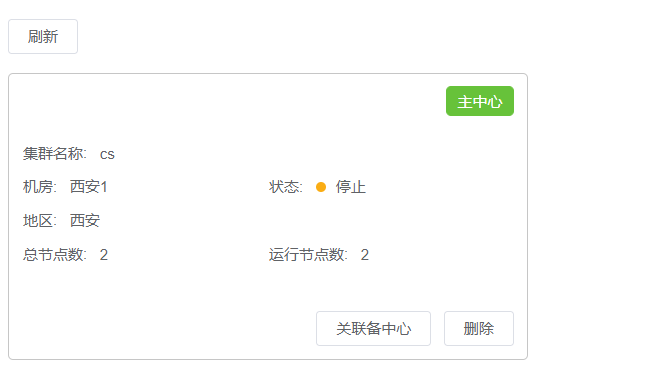 刷新
主中心
集群名称: cs
机房: 西安1 状态: 停止
地区: 西安
总节点数: 2 运行节点数: 2
关联备中心 删除